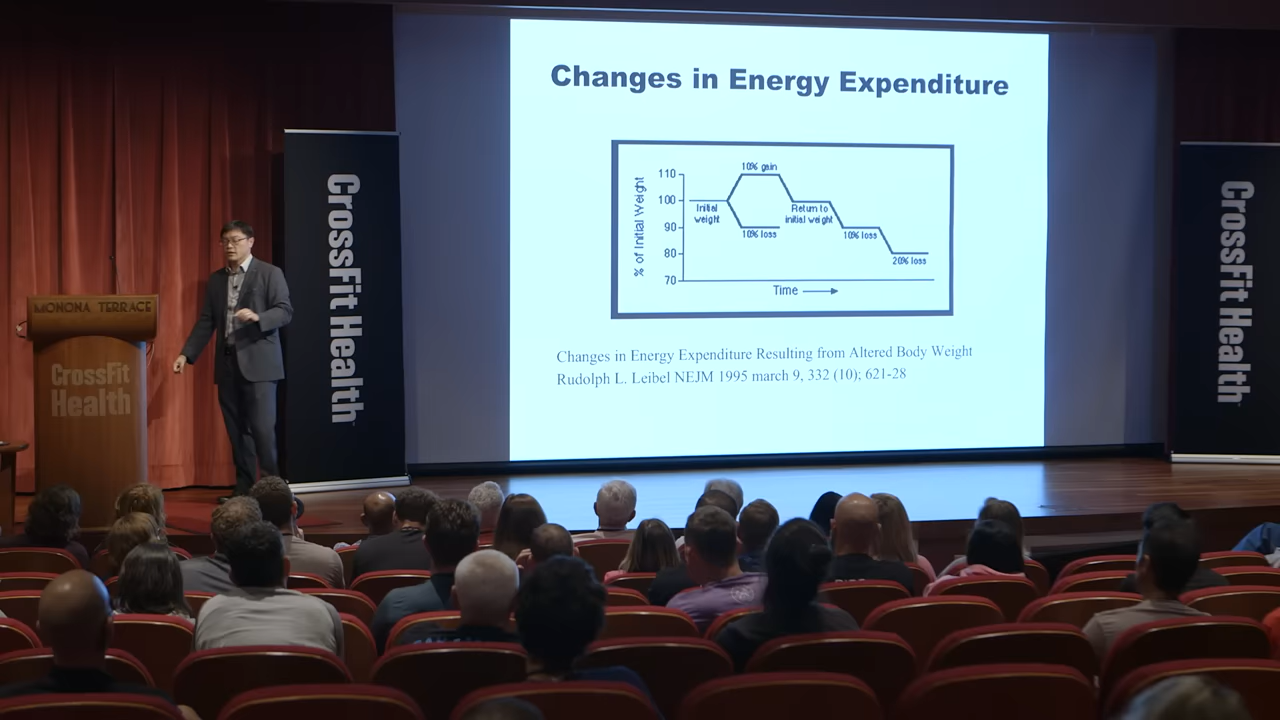 Changes in Energy Expenditure
% of Initial Weight
110
100
90
80
70
10% gain
Initial
weight
10% loss
Return to
initial weight
10% loss
20% loss
Time
Changes in Energy Expenditure Resulting from Altered Body Weight
Rudolph L. Leibel NEJM 1995 march 9, 332 (10); 621-28
CrossFit Health
CrossFit Health
MONONA TERRACE
CrossFit
Health